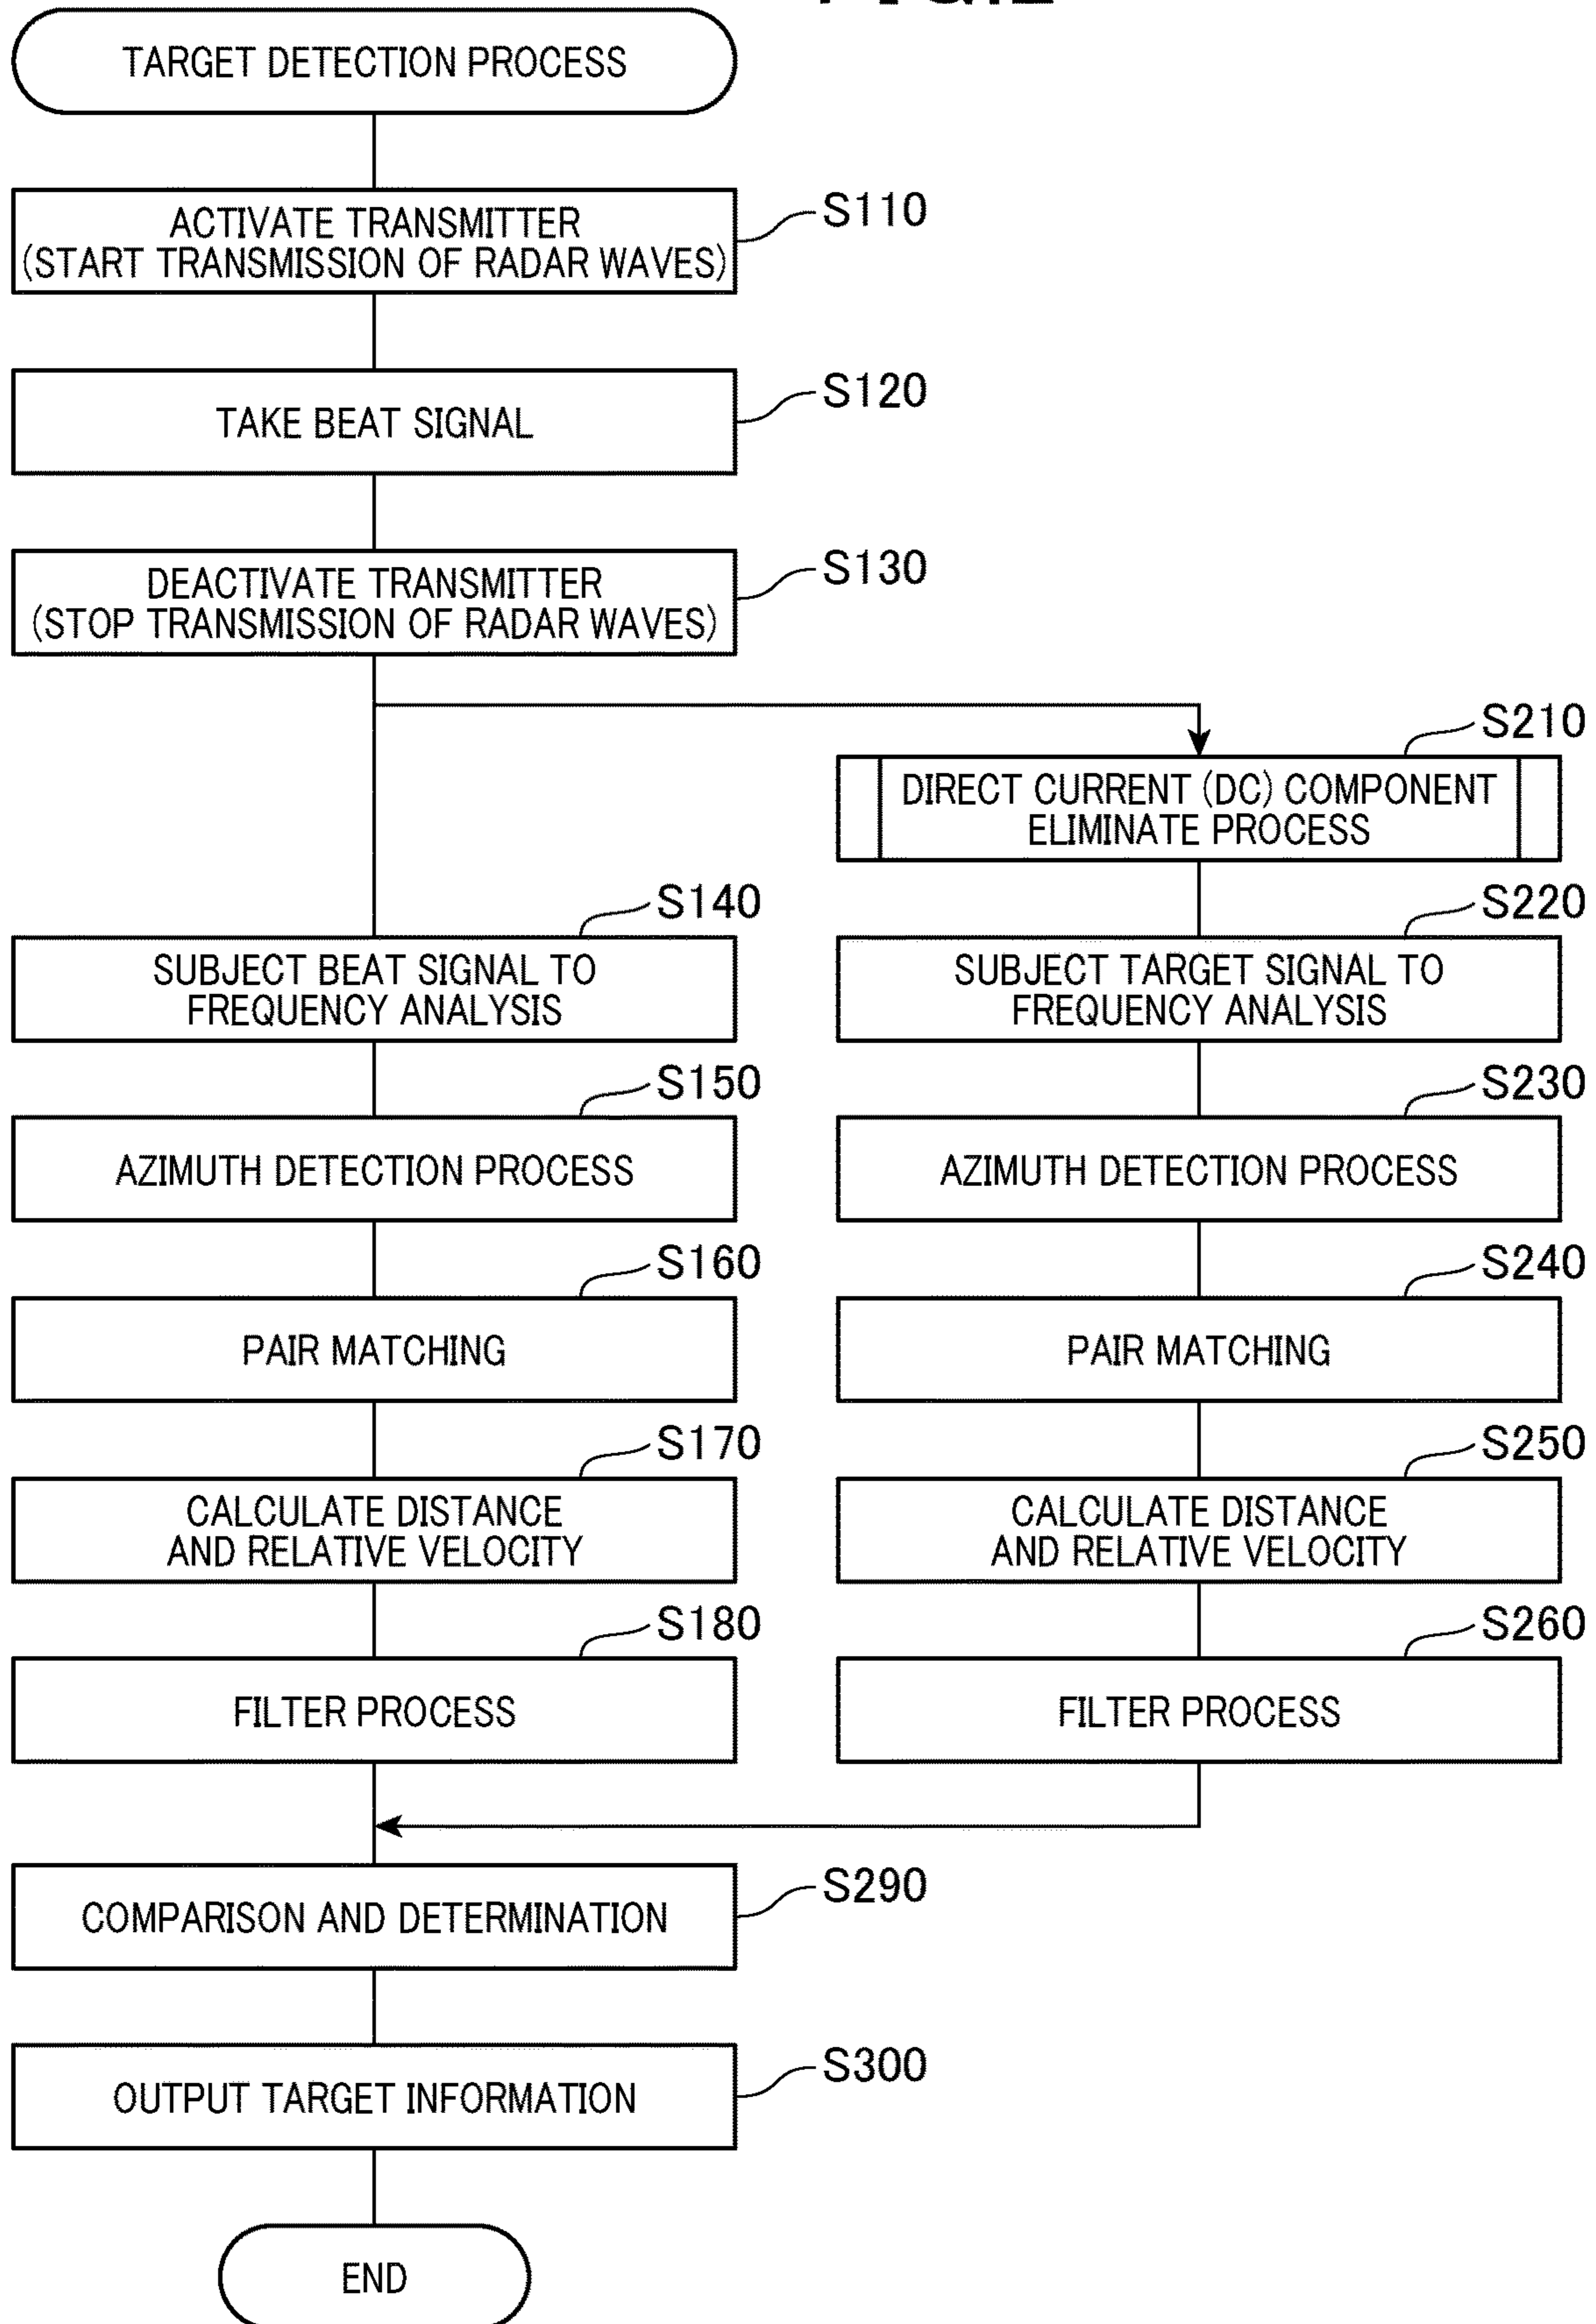 TARGET DETECTION PROCESS
ACTIVATE TRANSMITTER
(START TRANSMISSION OF RADAR WAVES)
S110
TAKE BEAT SIGNAL
S120
DEACTIVATE TRANSMITTER
(STOP TRANSMISSION OF RADAR WAVES)
S130
S210
DIRECT CURRENT (DC) COMPONENT
ELIMINATE PROCESS
S140
SUBJECT BEAT SIGNAL TO
FREQUENCY ANALYSIS
S220
SUBJECT TARGET SIGNAL TO
FREQUENCY ANALYSIS
S150
AZIMUTH DETECTION PROCESS
S230
AZIMUTH DETECTION PROCESS
S160
PAIR MATCHING
S240
PAIR MATCHING
S170
CALCULATE DISTANCE
AND RELATIVE VELOCITY
S250
CALCULATE DISTANCE
AND RELATIVE VELOCITY
S180
FILTER PROCESS
S260
FILTER PROCESS
COMPARISON AND DETERMINATION
S290
OUTPUT TARGET INFORMATION
S300
END